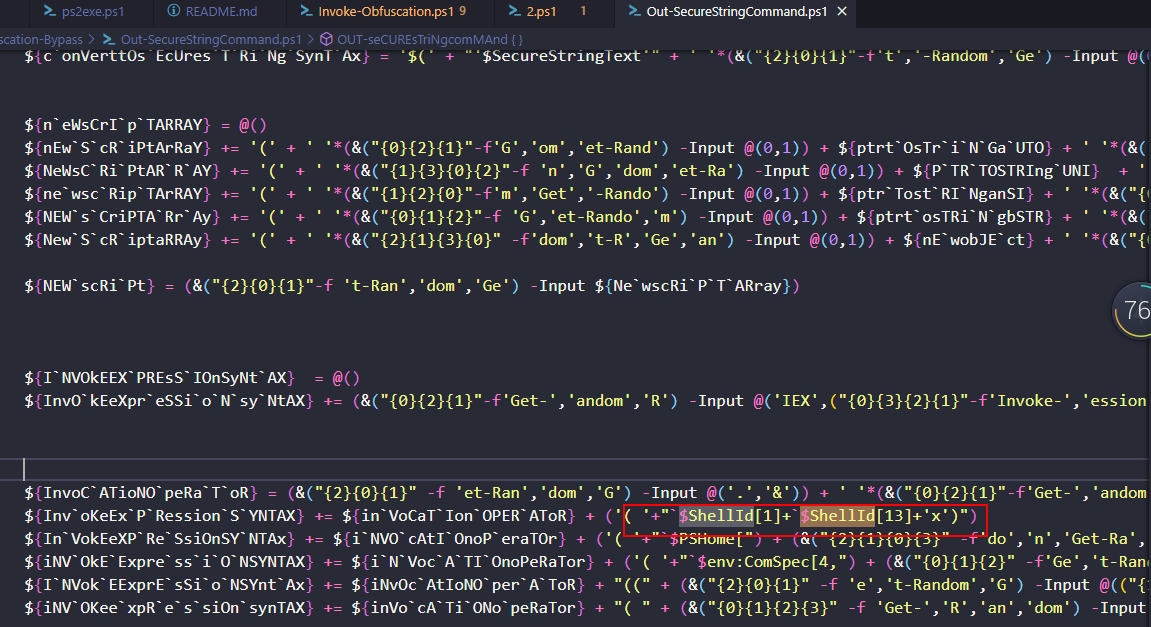 ps2exe.ps1 README.md Invoke-Obfuscation.ps1 9 2.ps1 1 Out-SecureStringCommand.ps1
scation-Bypass > Out-SecureStringCommand.ps1 > OUT-seCUREsTriNgcomMAnd { }
${c`onVerttOs`EcUres`T`Ri`Ng SynT`Ax} = '$(' + "'$SecureStringText'" + ' '*(&("{2}{0}{1}"-f't','-Random','Ge') -Input @(
${n`eWsCrI`p`TARRAY} = @()
${nEw`S`cR`iPtArRaY} += '(' + ' '*(&("{0}{2}{1}"-f'G','om','et-Rand') -Input @(0,1)) + ${ptrt`OsTr`i`N`Ga`UTO} + ' '*(&(
${NeWsC`Ri`PtAR`R`AY} += '(' + ' '*(&("{1}{3}{0}{2}"-f 'n','G','dom','et-Ra') -Input @(0,1)) + ${P`TR`TOSTRIng`UNI} + '
${ne`wsc`Rip`TArRAY} += '(' + ' '*(&("{1}{2}{0}"-f'm','Get','-Rando') -Input @(0,1)) + ${ptr`Tost`RI`NganSI} + ' '*(&("{
${NEW`s`CriPTA`Rr`Ay} += '(' + ' '*(&("{0}{1}{2}"-f 'G','et-Rando','m') -Input @(0,1)) + ${ptrt`osTRi`N`gbSTR} + ' '*(&(
${New`S`cR`iptaRRAy} += '(' + ' '*(&("{2}{1}{3}{0}" -f'dom','t-R','Ge','an') -Input @(0,1)) + ${nE`wobJE`ct} + ' '*(&("{
${NEW`scRi`Pt} = (&("{2}{0}{1}"-f 't-Ran','dom','Ge') -Input ${Ne`wscRi`P`T`ARray})
76
${I`NVOkEEX`PREsS`IOnSyNt`AX} = @()
${InvO`kEeXpr`eSSi`o`N`sy`NtAX} += (&("{0}{2}{1}"-f'Get-','andom','R') -Input @('IEX',("{0}{3}{2}{1}"-f'Invoke-','ession
${InvoC`ATioNO`peRa`T`oR} = (&("{2}{0}{1}" -f 'et-Ran','dom','G') -Input @('.','&')) + ' '*(&("{0}{2}{1}"-f'Get-','andom
${Inv`oKeEx`P`Ression`S`YNTAX} += ${in`VoCaT`Ion`OPER`AToR} + ('( '+"`$ShellId[1]+`$ShellId[13]+'x')")
${In`VokEeXP`Re`SsiOnSY`NTAx} += ${i`NVO`cAtI`OnoP`eraTOr} + ('( '+"`$PSHome[") + (&("{2}{1}{0}{3}" -f'do','n','Get-Ra',
${iNV`OkE`Expre`ss`i`O`NSYNTAX} += ${i`N`Voc`A`TI`OnoPeRaTor} + ('( '+"`$env:ComSpec[4,") + (&("{0}{1}{2}" -f'Ge','t-Ran
${I`NVok`EExprE`sSi`o`NSYnt`Ax} += ${iNvOc`AtIoNO`per`A`ToR} + "((" + (&("{2}{0}{1}" -f 'e','t-Random','G') -Input @(("{1
${iNV`OKee`xpR`e`s`siOn`synTAX} += ${inVo`cA`Ti`ONo`peRaTor} + "( " + (&("{0}{1}{2}{3}" -f 'Get-','R','an','dom') -Input